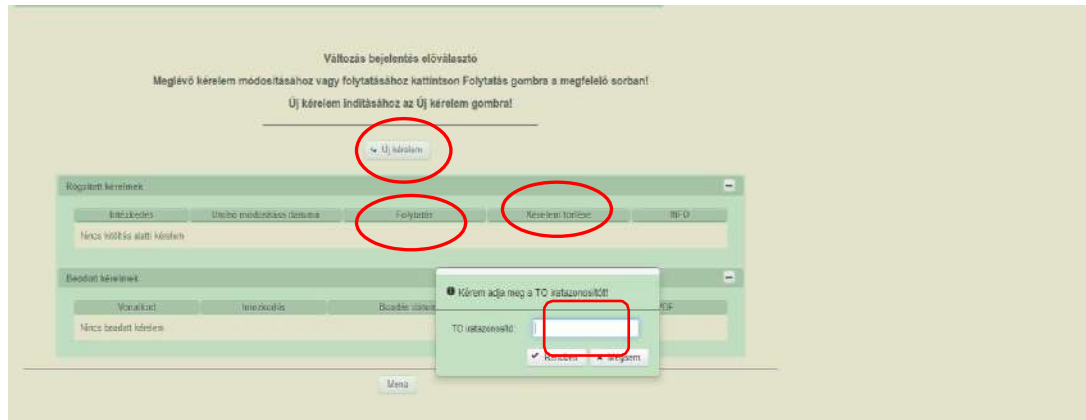 Változás bejelentés előválasztó
Meglévő kérelem módosításához vagy folytatásához kattintson Folytatás gombra a megfelelő sorban!
Új kérelem indításához az Új kérelem gombra!
Új kérelem
Rögzített kérelmek
Intézkedés Utolsó módosítása dátuma Folytatás Kérelem törlése INFO
Nincs kitöltés alatti kérelem
Beadott kérelmek
Vonalkód Intézkedés Beadás PDF
Nincs beadott kérelem
Kérem adja meg a TO iratazonosítót!
TO iratazonosító:
Rendben Mégsem
Menü